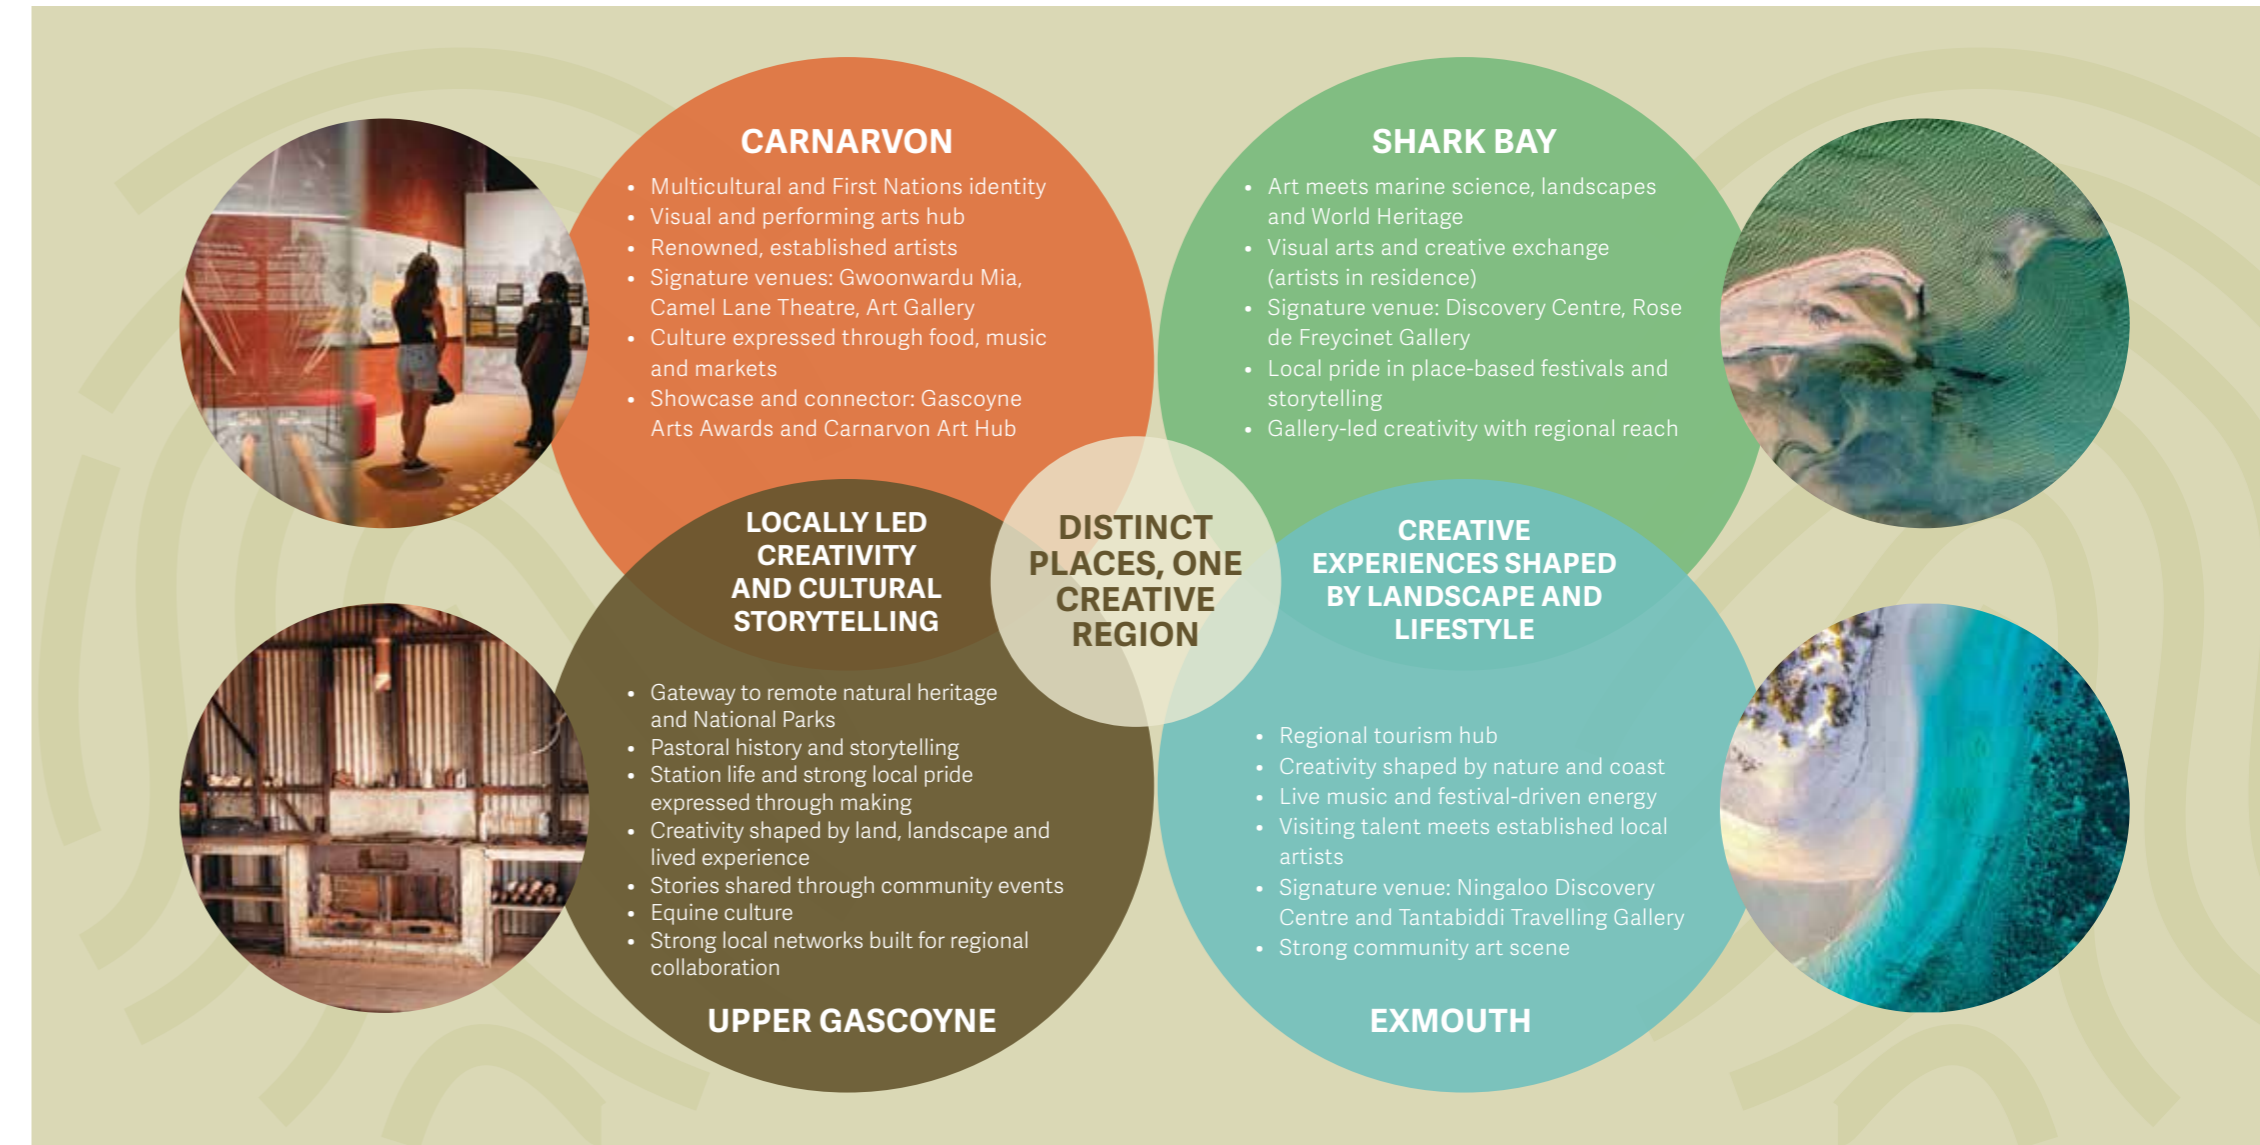 CARNARVON
• Multicultural and First Nations identity
• Visual and performing arts hub
• Renowned, established artists
• Signature venues: Gwoonwardu Mia,
Camel Lane Theatre, Art Gallery
• Culture expressed through food, music
and markets
• Showcase and connector: Gascoyne
Arts Awards and Carnarvon Art Hub
SHARK BAY
• Art meets marine science, landscapes
and World Heritage
• Visual arts and creative exchange
(artists in residence)
• Signature venue: Discovery Centre, Rose
de Freycinet Gallery
• Local pride in place-based festivals and
storytelling
• Gallery-led creativity with regional reach
LOCALLY LED
CREATIVITY
AND CULTURAL
STORYTELLING
DISTINCT
PLACES, ONE
CREATIVE
REGION
CREATIVE
EXPERIENCES SHAPED
BY LANDSCAPE AND
LIFESTYLE
• Gateway to remote natural heritage
and National Parks
• Pastoral history and storytelling
• Station life and strong local pride
expressed through making
• Creativity shaped by land, landscape and
lived experience
• Stories shared through community events
• Equine culture
• Strong local networks built for regional
collaboration
UPPER GASCOYNE
• Regional tourism hub
• Creativity shaped by nature and coast
• Live music and festival-driven energy
• Visiting talent meets established local
artists
• Signature venue: Ningaloo Discovery
Centre and Tantabiddi Travelling Gallery
• Strong community art scene
EXMOUTH